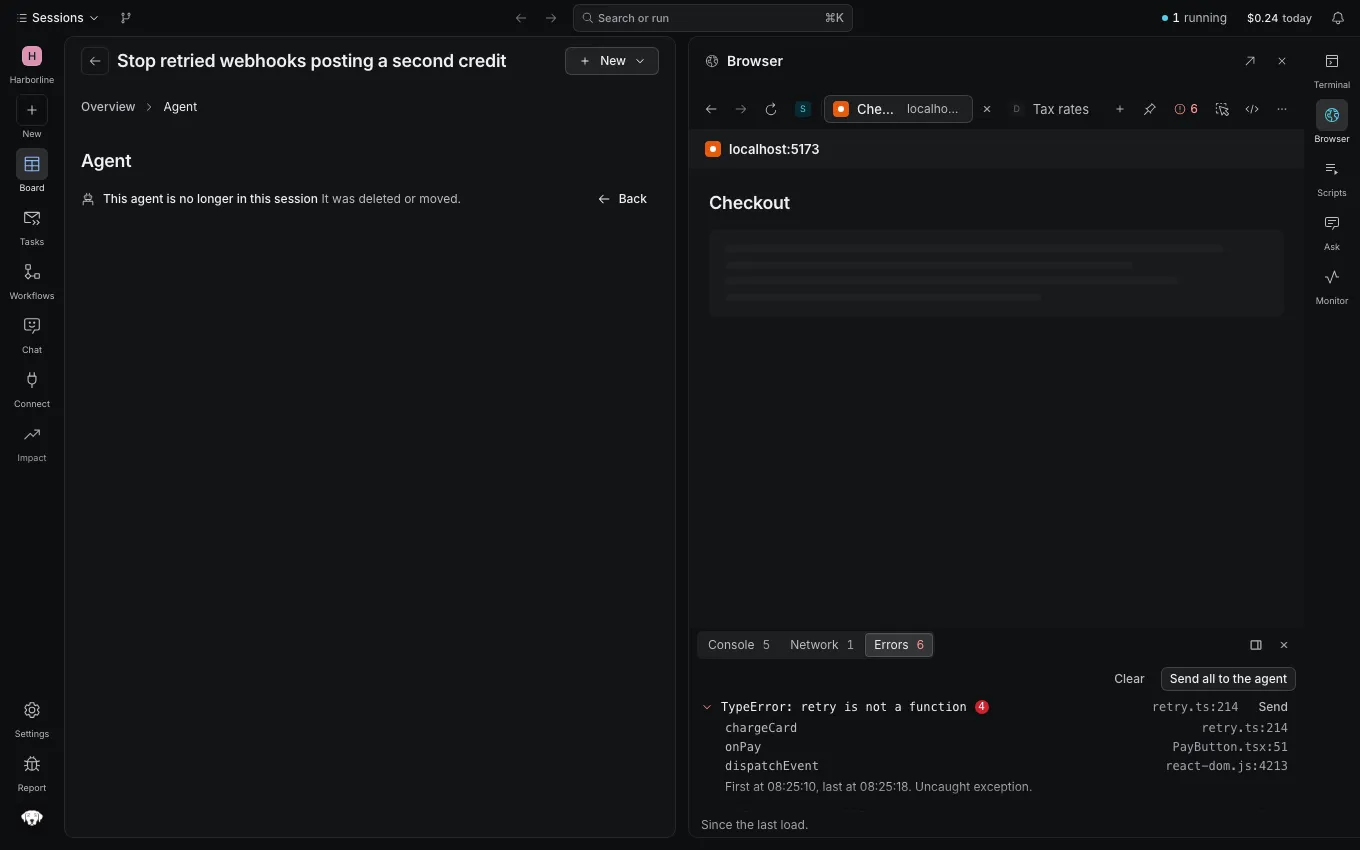 Sessions
Search or run ⌘K
1 running $0.24 today
H
Harborline
New
Board
Tasks
Workflows
Chat
Connect
Impact
Settings
Report
Stop retried webhooks posting a second credit
New
Overview Agent
Agent
This agent is no longer in this session It was deleted or moved.
Back
Browser
S Che... localho... D Tax rates 6
localhost:5173
Checkout
Console 5 Network 1 Errors 6
Clear Send all to the agent
TypeError: retry is not a function 4 retry.ts:214 Send
chargeCard retry.ts:214
onPay PayButton.tsx:51
dispatchEvent react-dom.js:4213
First at 08:25:10, last at 08:25:18. Uncaught exception.
Since the last load.
Terminal
Browser
Scripts
Ask
Monitor